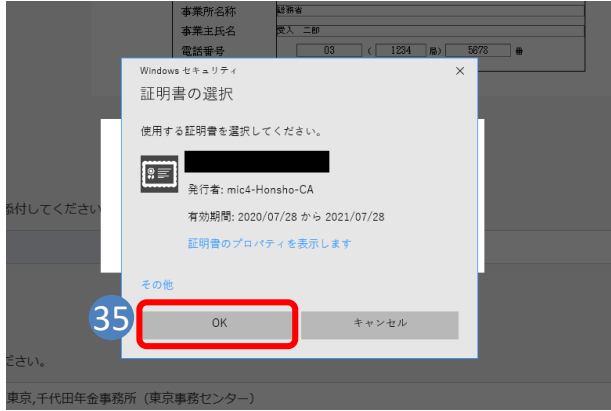 事業所名称 総務省
事業主氏名 受入 二郎
電話番号 03 ( 1234 局) 5678 番
Windows セキュリティ ×
証明書の選択
使用する証明書を選択してください。
発行者: mic4-Honsho-CA
有効期間: 2020/07/28 から 2021/07/28
証明書のプロパティを表示します
添付してください
その他
35 OK キャンセル
ださい。
東京,千代田年金事務所（東京事務センター）